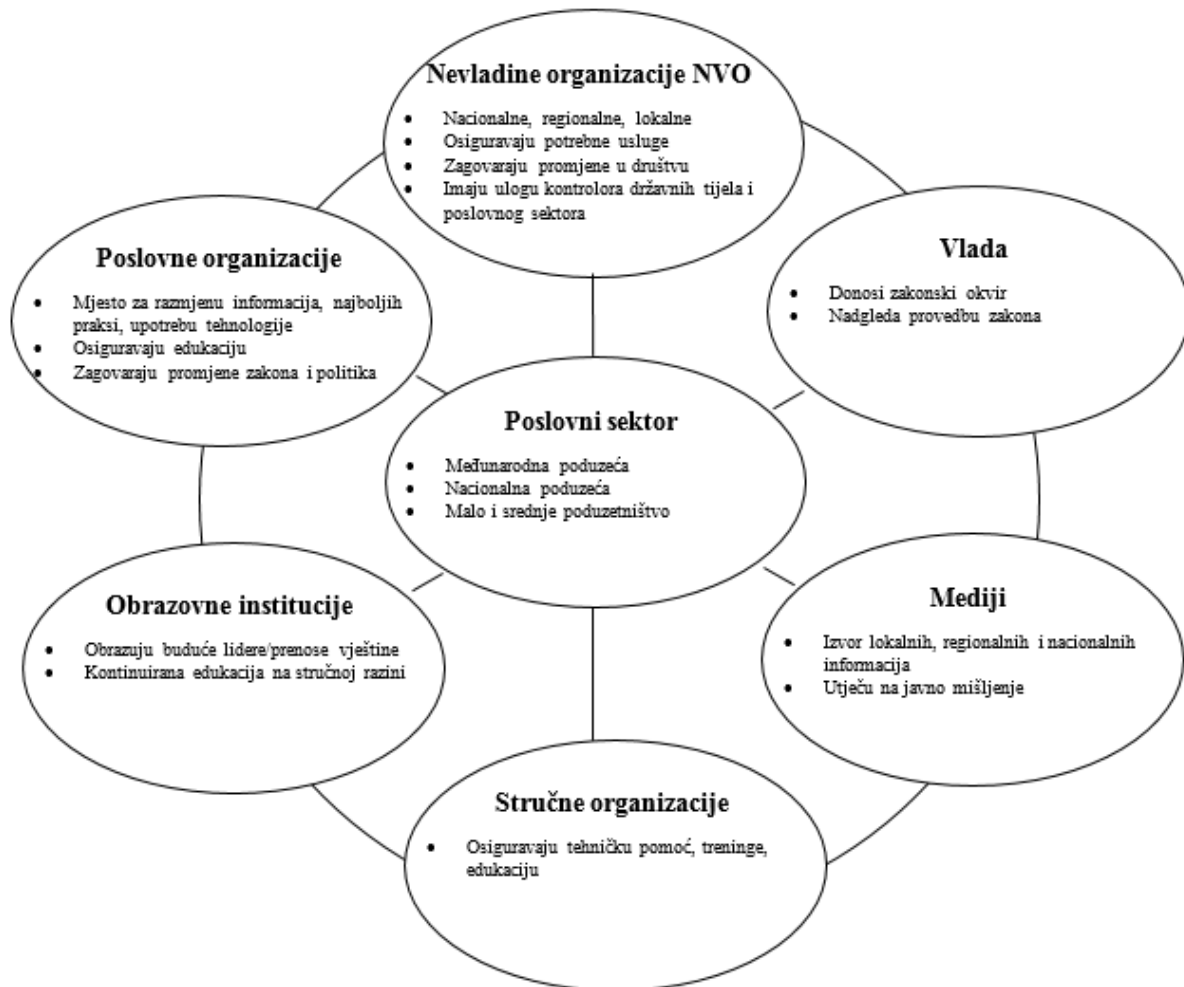 Nevladine organizacije NVO
• Nacionalne, regionalne, lokalne
• Osiguravaju potrebne usluge
• Zagovaraju promjene u društvu
• Imaju ulogu kontrolora državnih tijela i
poslovnog sektora
Poslovne organizacije
• Mjesto za razmjenu informacija, najboljih
praksi, upotrebu tehnologije
• Osiguravaju edukaciju
• Zagovaraju promjene zakona i politika
Vlada
• Donosi zakonski okvir
• Nadgleda provedbu zakona
Poslovni sektor
• Međunarodna poduzeća
• Nacionalna poduzeća
• Malo i srednje poduzetništvo
Obrazovne institucije
• Obrazuju buduće lidere/prenose vještine
• Kontinuirana edukacija na stručnoj razini
Mediji
• Izvor lokalnih, regionalnih i nacionalnih
informacija
• Utječu na javno mišljenje
Stručne organizacije
• Osiguravaju tehničku pomoć, treninge,
edukaciju